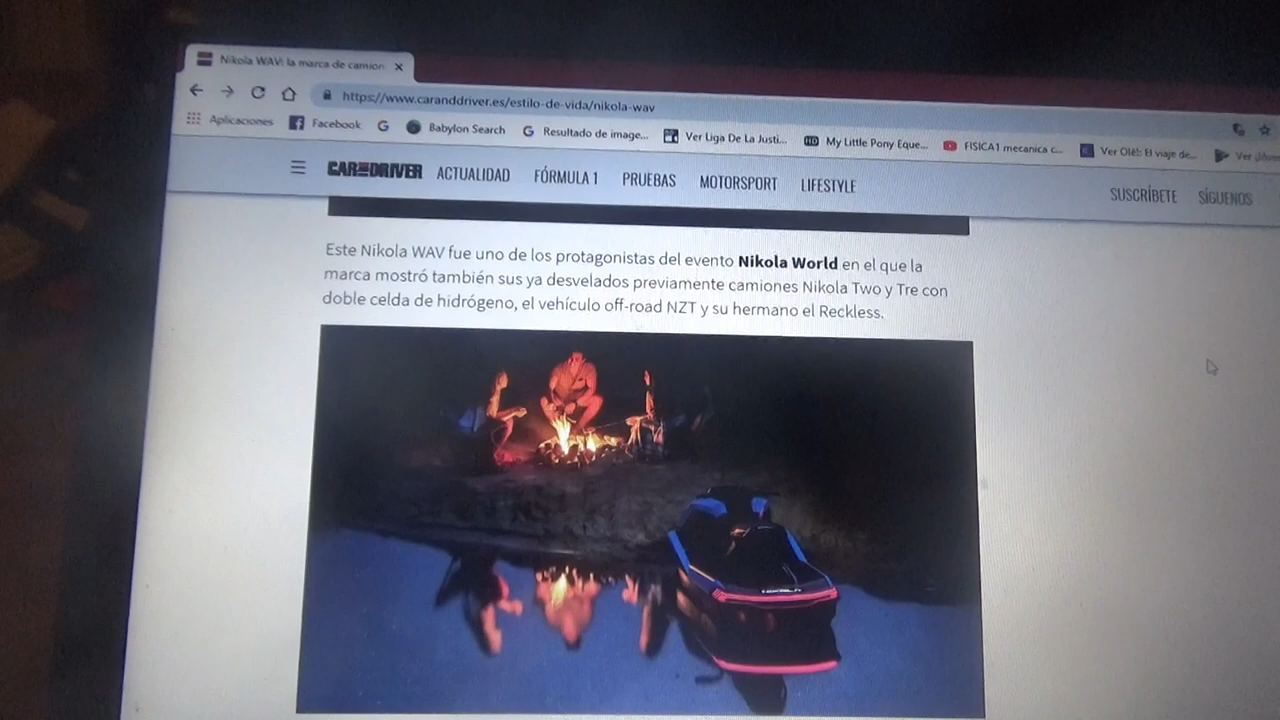 Nikola WAV: la marca de camion
https://www.caranddriver.es/estilo-de-vida/nikola-wav
Aplicaciones Facebook Babylon Search Resultado de image... Ver Liga De La Justi... My Little Pony Eque... FISICA1 mecanica c... Ver Olé!: El viaje de... Ver
CAR AND DRIVER ACTUALIDAD FÓRMULA 1 PRUEBAS MOTORSPORT LIFESTYLE SUSCRÍBETE SÍGUENOS
Este Nikola WAV fue uno de los protagonistas del evento Nikola World en el que la
marca mostró también sus ya desvelados previamente camiones Nikola Two y Tre con
doble celda de hidrógeno, el vehículo off-road NZT y su hermano el Reckless.